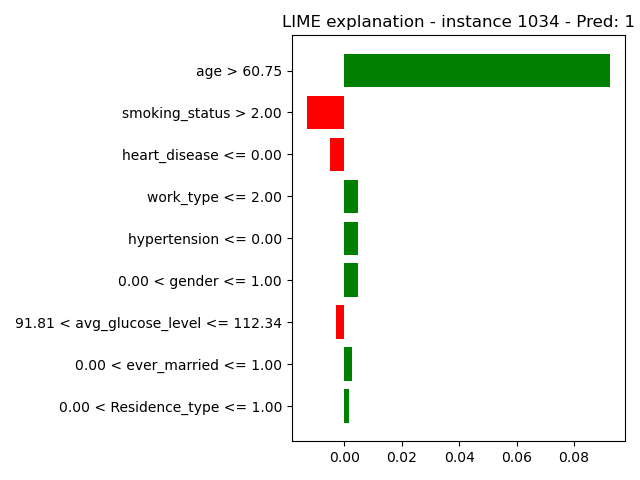 LIME explanation - instance 1034 - Pred: 1
age > 60.75
smoking_status > 2.00
heart_disease <= 0.00
work_type <= 2.00
hypertension <= 0.00
0.00 < gender <= 1.00
91.81 < avg_glucose_level <= 112.34
0.00 < ever_married <= 1.00
0.00 < Residence_type <= 1.00
0.00 0.02 0.04 0.06 0.08